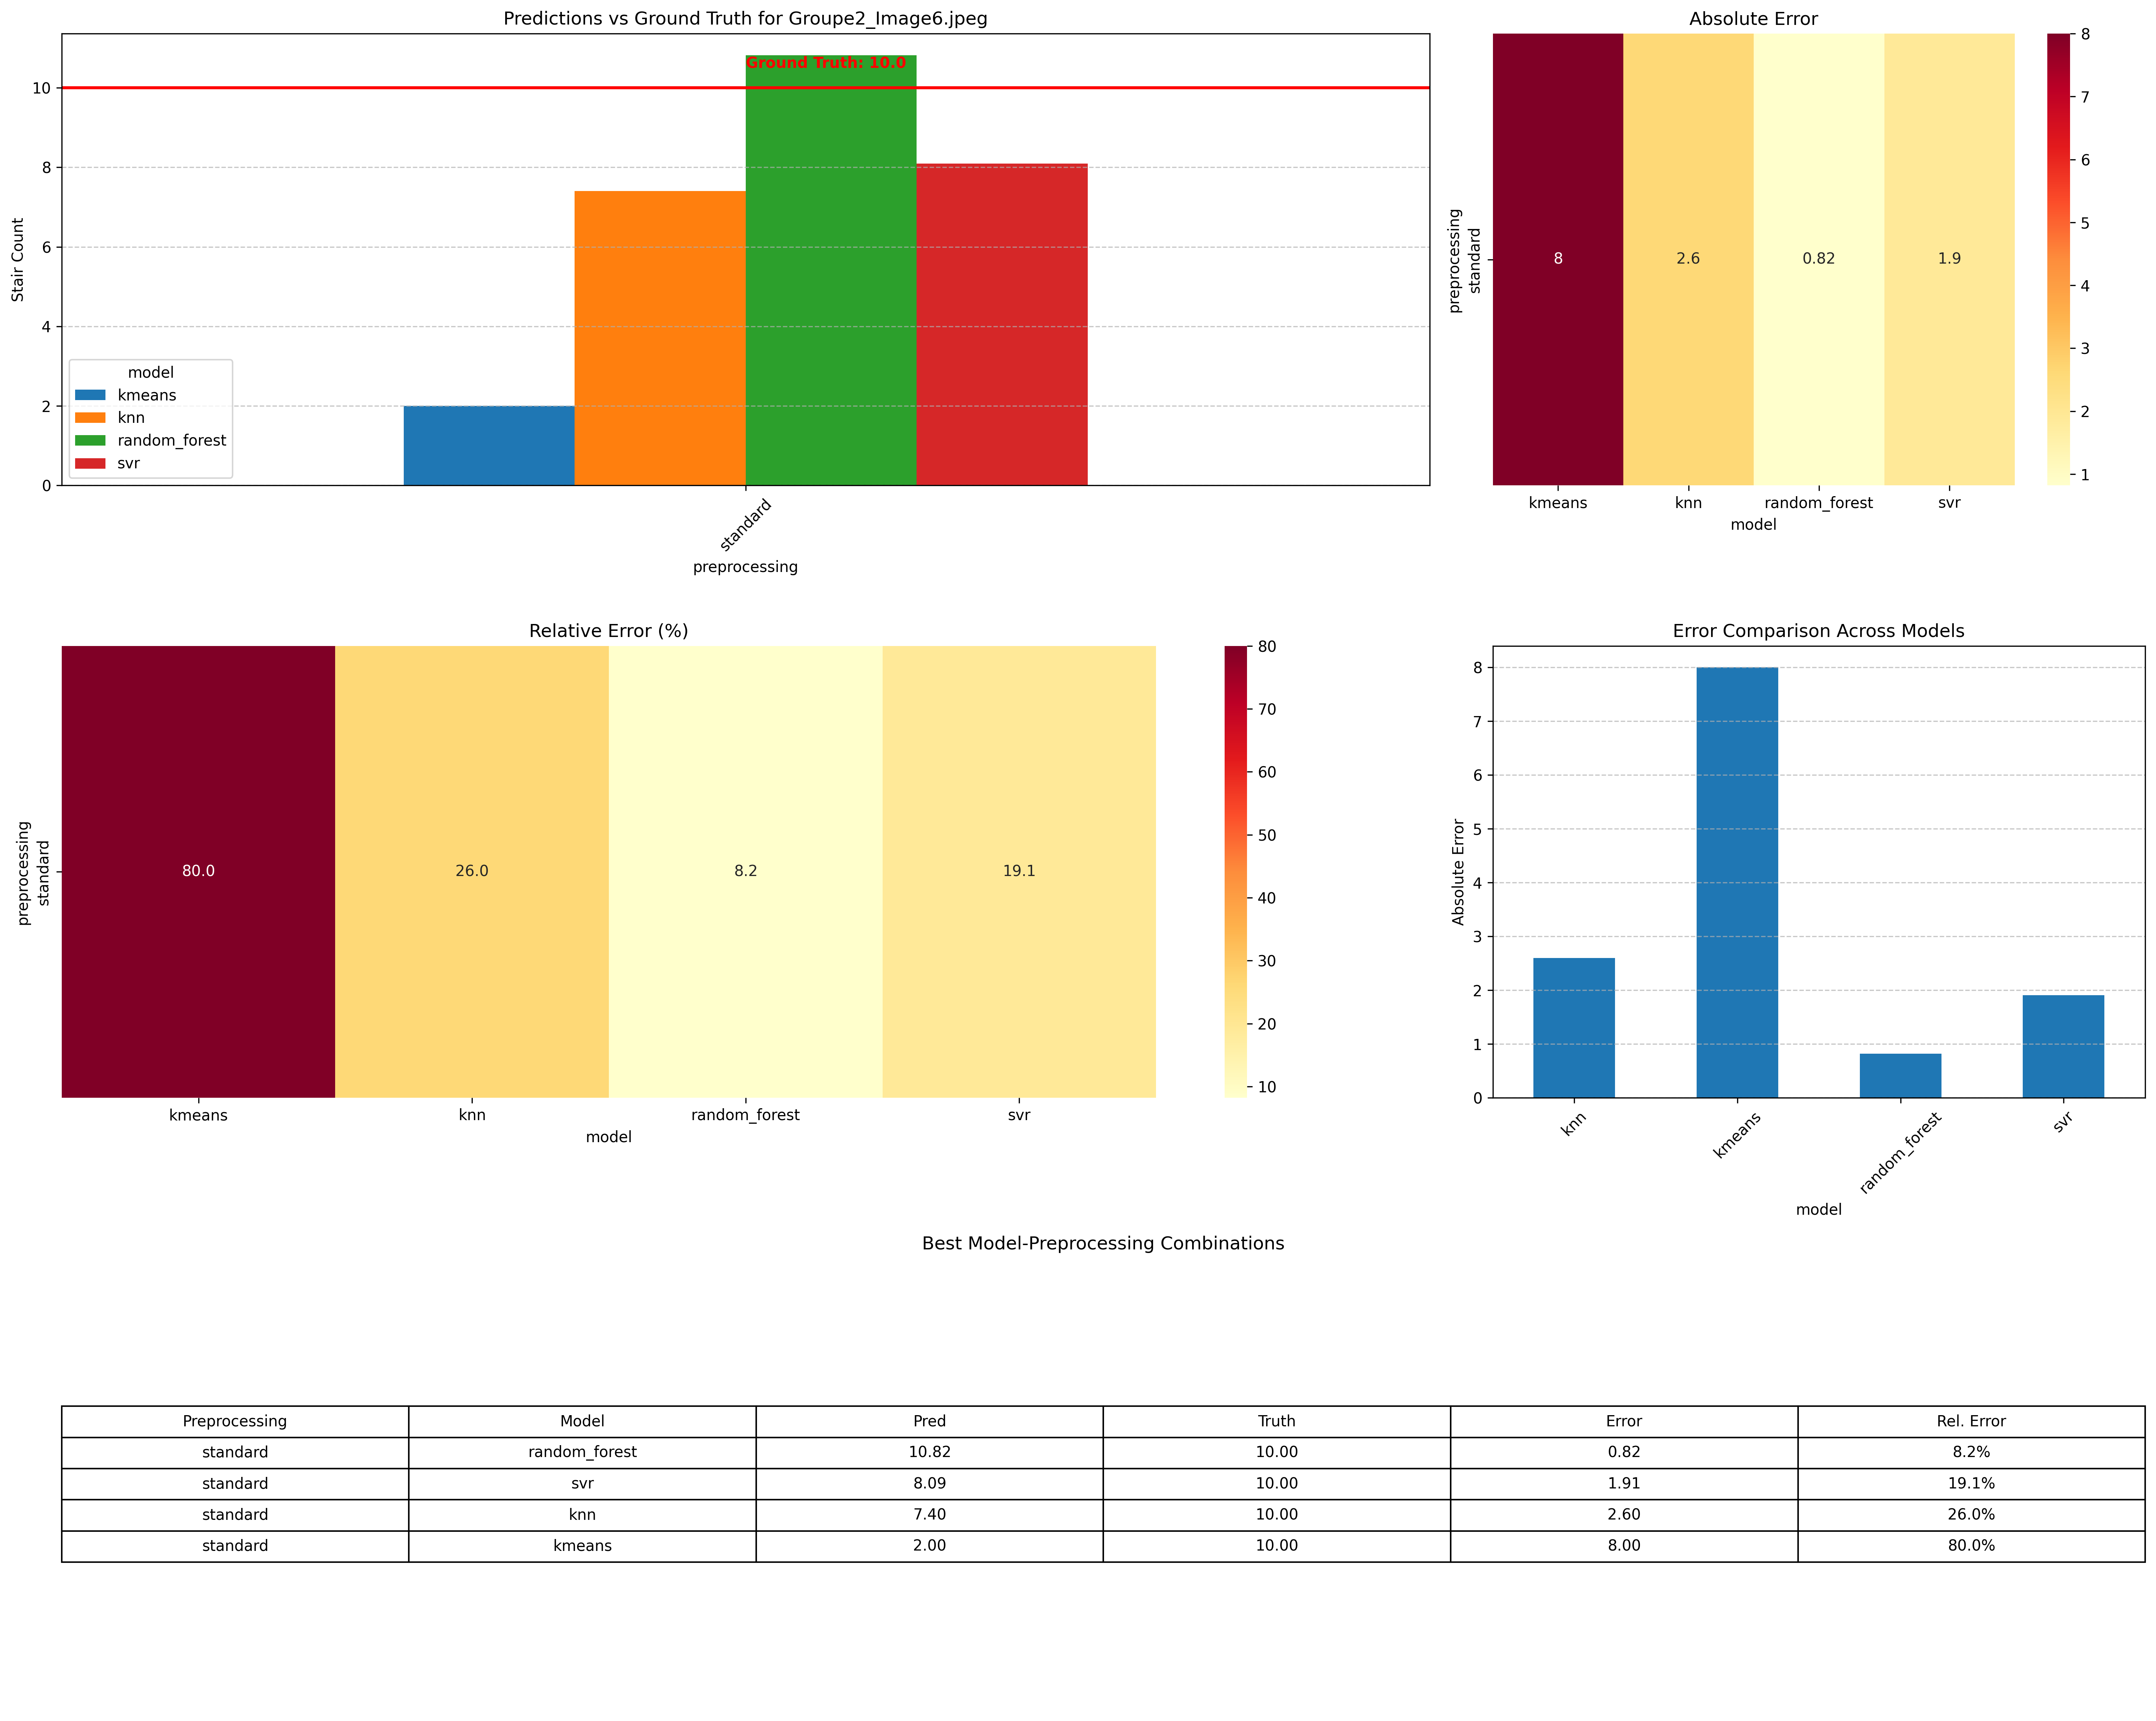 Predictions vs Ground Truth for Groupe2_Image6.jpeg
Ground Truth: 10.0
10
8
6
4
2
0
Stair Count
model
kmeans
knn
random_forest
svr
standard
preprocessing
Absolute Error
preprocessing
standard
8
2.6
0.82
1.9
kmeans
knn
random_forest
svr
model
8
7
6
5
4
3
2
1
Relative Error (%)
preprocessing
standard
80.0
26.0
8.2
19.1
kmeans
knn
random_forest
svr
model
80
70
60
50
40
30
20
10
Error Comparison Across Models
Absolute Error
8
7
6
5
4
3
2
1
0
knn
kmeans
random_forest
svr
model
Best Model-Preprocessing Combinations
Preprocessing Model Pred Truth Error Rel. Error
standard random_forest 10.82 10.00 0.82 8.2%
standard svr 8.09 10.00 1.91 19.1%
standard knn 7.40 10.00 2.60 26.0%
standard kmeans 2.00 10.00 8.00 80.0%